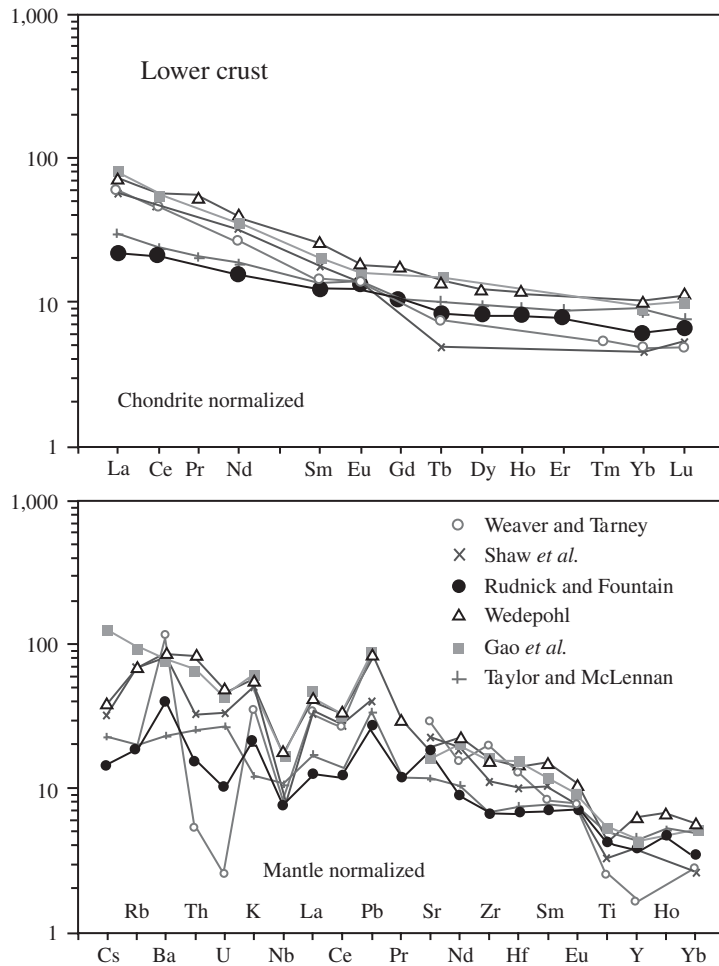 1,000
Lower crust
100
10
Chondrite normalized
1
La Ce Pr Nd Sm Eu Gd Tb Dy Ho Er Tm Yb Lu
1,000
Weaver and Tarney
Shaw et al.
Rudnick and Fountain
Wedepohl
Gao et al.
Taylor and McLennan
100
10
Mantle normalized
Rb Th K La Pb Sr Zr Sm Ti Ho
1
Cs Ba U Nb Ce Pr Nd Hf Eu Y Yb